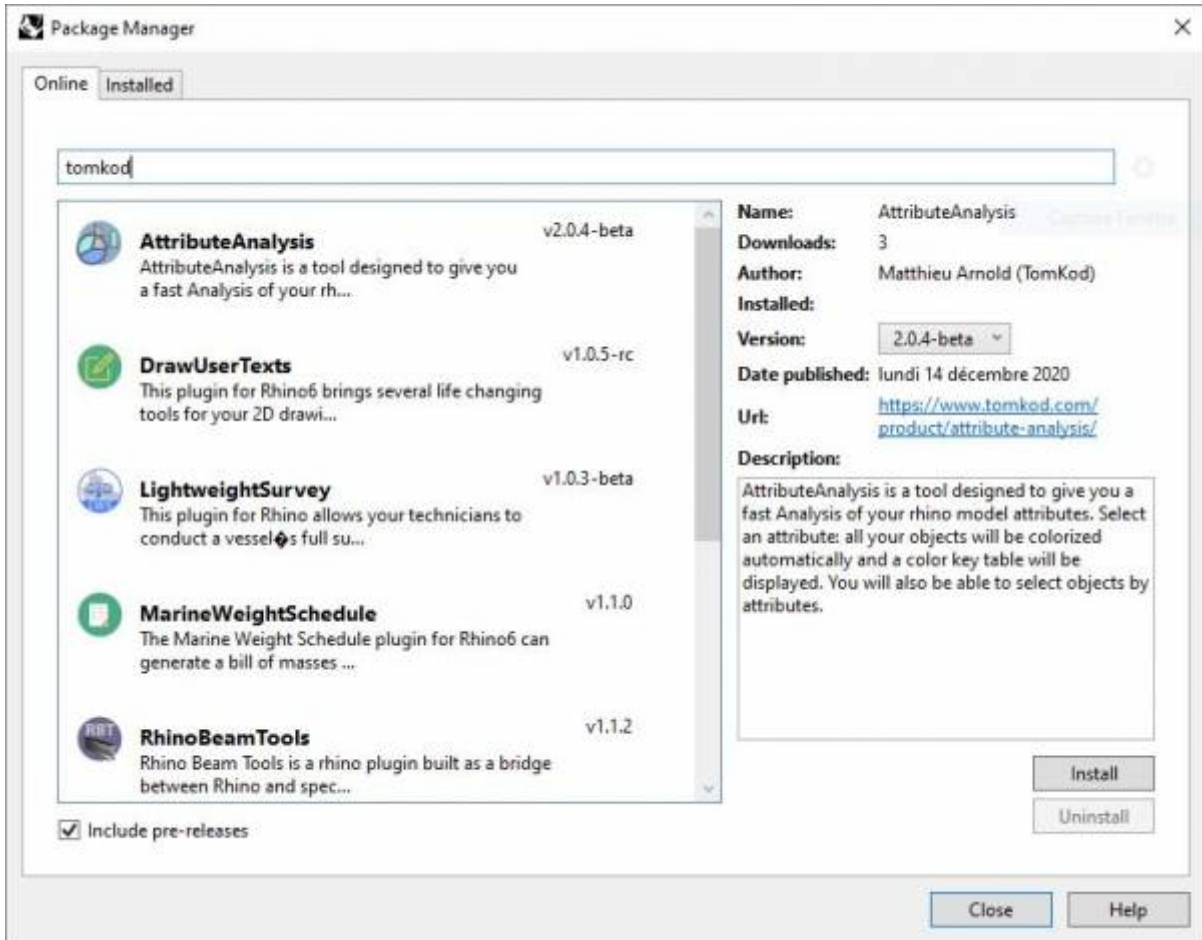 Package Manager
Online Installed
tomkod
AttributeAnalysis v2.0.4-beta
AttributeAnalysis is a tool designed to give you
a fast Analysis of your rh...
DrawUserTexts v1.0.5-rc
This plugin for Rhino6 brings several life changing
tools for your 2D drawi...
LightweightSurvey v1.0.3-beta
This plugin for Rhino allows your technicians to
conduct a vessel�s full su...
MarineWeightSchedule v1.1.0
The Marine Weight Schedule plugin for Rhino6 can
generate a bill of masses ...
RBT
RhinoBeamTools v1.1.2
Rhino Beam Tools is a rhino plugin built as a bridge
between Rhino and spec...
Include pre-releases
Name: AttributeAnalysis
Downloads: 3
Author: Matthieu Arnold (TomKod)
Installed:
Version: 2.0.4-beta
Date published: lundi 14 décembre 2020
Url: https://www.tomkod.com/
product/attribute-analysis/
Description:
AttributeAnalysis is a tool designed to give you a
fast Analysis of your rhino model attributes. Select
an attribute: all your objects will be colorized
automatically and a color key table will be
displayed. You will also be able to select objects by
attributes.
Install
Uninstall
Close Help